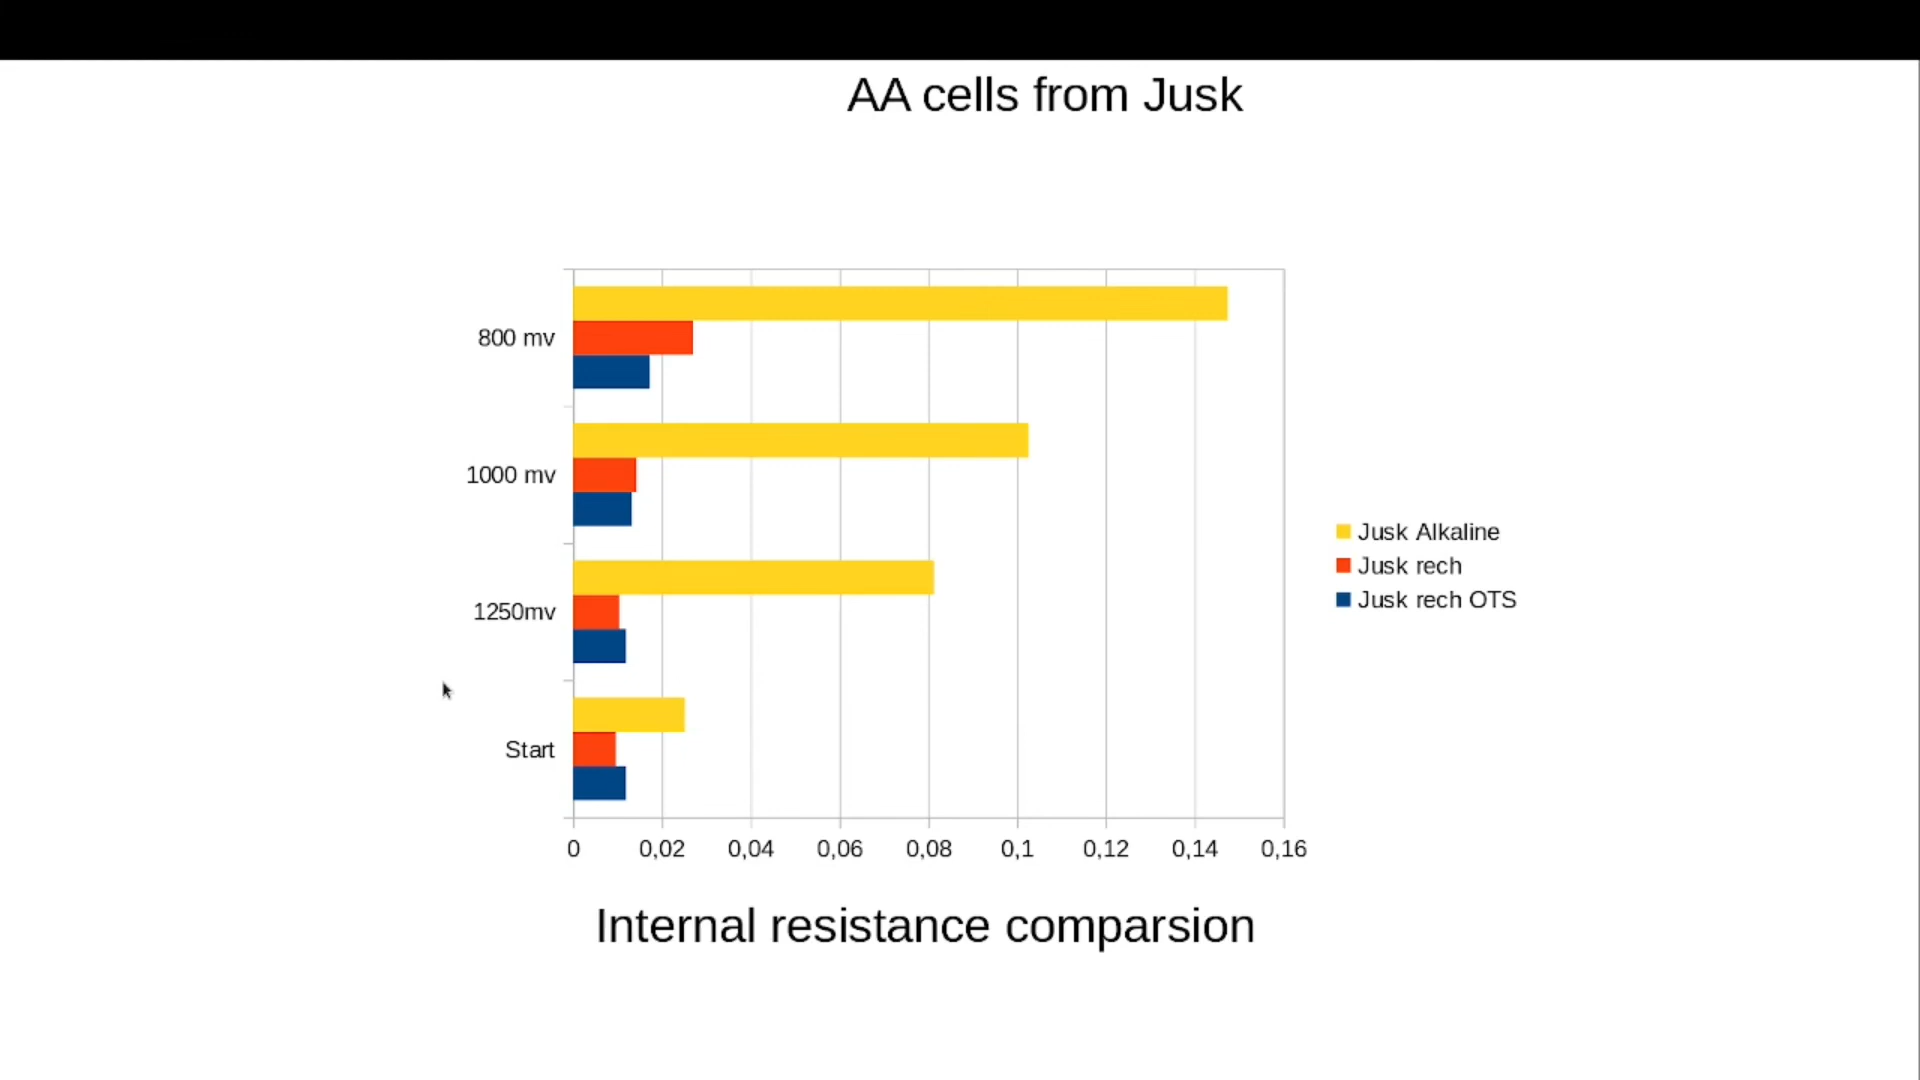 AA cells from Jusk
800 mv
1000 mv
1250mv
Start
Jusk Alkaline
Jusk rech
Jusk rech OTS
0 0,02 0,04 0,06 0,08 0,1 0,12 0,14 0,16
Internal resistance comparsion